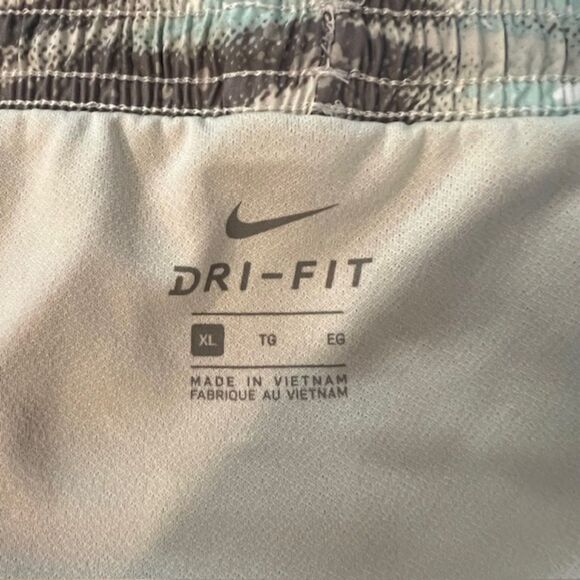 DRI-FIT
XL TG EG
MADE IN VIETNAM
FABRIQUE AU VIETNAM